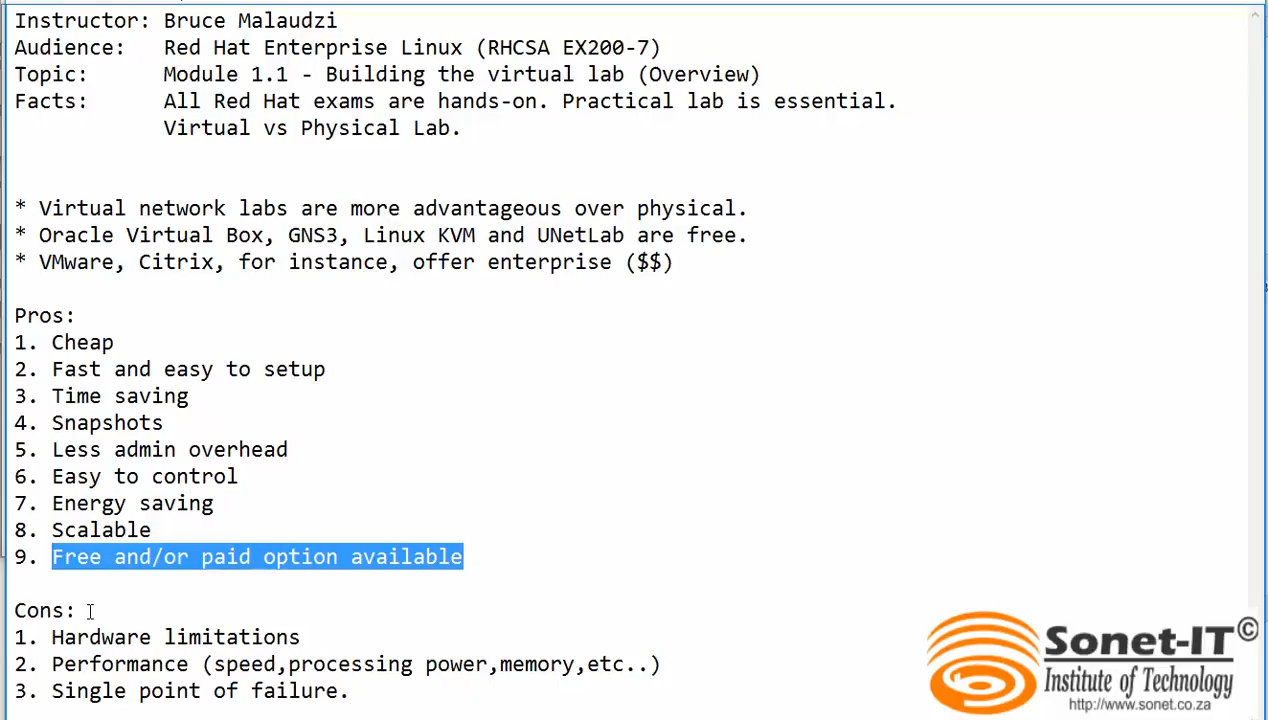 Instructor: Bruce Malaudzi
Audience: Red Hat Enterprise Linux (RHCSA EX200-7)
Topic: Module 1.1 - Building the virtual lab (Overview)
Facts: All Red Hat exams are hands-on. Practical lab is essential.
Virtual vs Physical Lab.
* Virtual network labs are more advantageous over physical.
* Oracle Virtual Box, GNS3, Linux KVM and UNetLab are free.
* VMware, Citrix, for instance, offer enterprise ($$)
Pros:
1. Cheap
2. Fast and easy to setup
3. Time saving
4. Snapshots
5. Less admin overhead
6. Easy to control
7. Energy saving
8. Scalable
9. Free and/or paid option available
Cons:
1. Hardware limitations
2. Performance (speed,processing power,memory,etc..)
3. Single point of failure.
Sonet-IT©
Institute of Technology
http://www.sonet.co.za